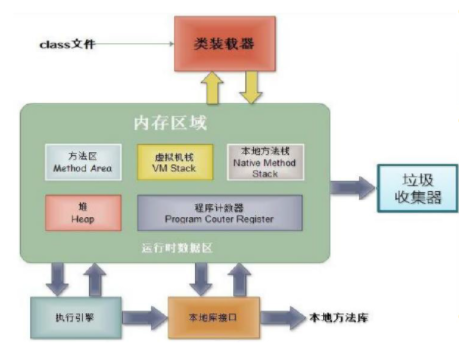 class文件
类装载器
内存区域
方法区
Method Area
虚拟机栈
VM Stack
本地方法栈
Native Method
Stack
堆
Heap
程序计数器
Program Couter Register
运行时数据区
垃圾
收集器
执行引擎
本地库接口
本地方法库